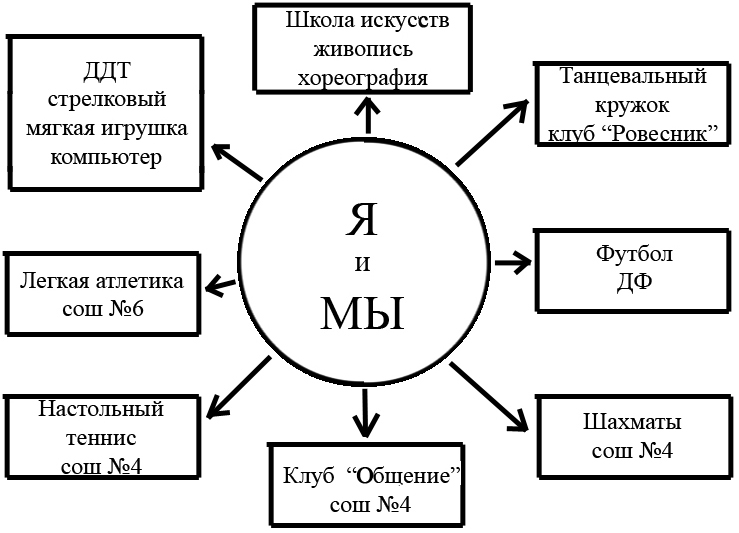 Школа искусств
живопись
хореография
ДДТ
стрелковый
мягкая игрушка
компьютер
Танцевальный
кружок
клуб “Ровесник”
Я
и
МЫ
Легкая атлетика
сош №6
Футбол
ДФ
Настольный
теннис
сош №4
Клуб “Общение”
сош №4
Шахматы
сош №4